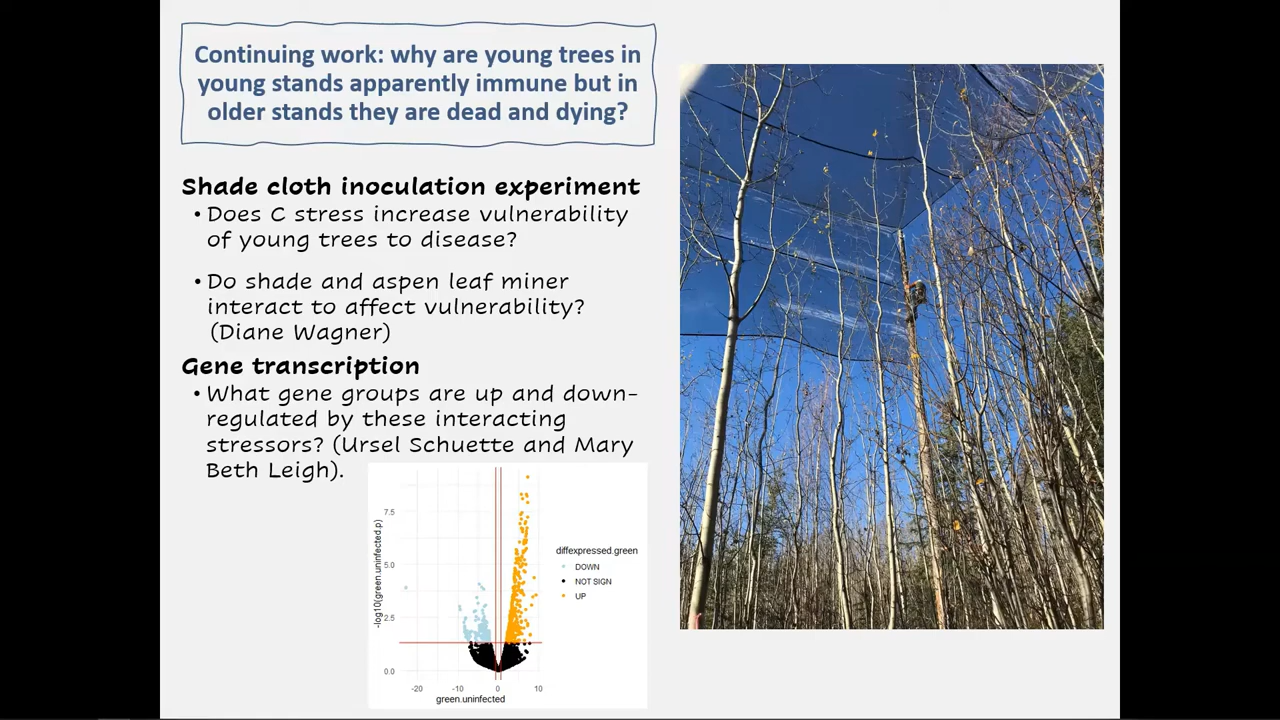 Continuing work: why are young trees in
young stands apparently immune but in
older stands they are dead and dying?
Shade cloth inoculation experiment
• Does C stress increase vulnerability
of young trees to disease?
• Do shade and aspen leaf miner
interact to affect vulnerability?
(Diane Wagner)
Gene transcription
• What gene groups are up and down-
regulated by these interacting
stressors? (Ursel Schuette and Mary
Beth Leigh).
-log10(green.uninfected.p)
7.5
5.0
2.5
0.0
-20 -10 0 10
green.uninfected
diffexpressed.green
DOWN
NOT SIGN
UP